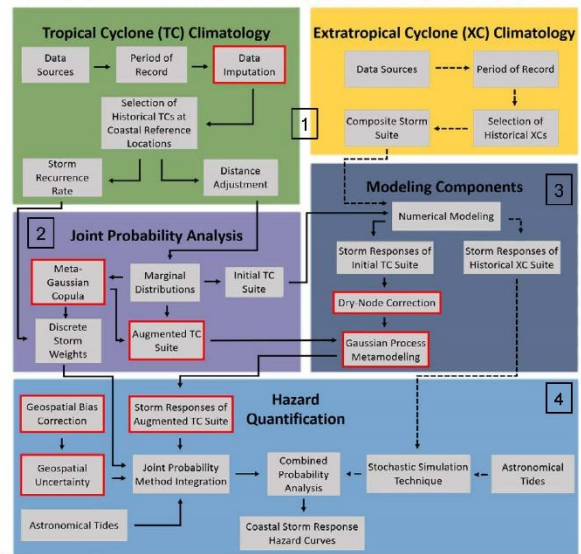 Tropical Cyclone (TC) Climatology
Data
Sources
Period of
Record
Data
Imputation
Selection of
Historical TCs at
Coastal Reference
Locations
Storm
Recurrence
Rate
Distance
Adjustment
1
Extratropical Cyclone (XC) Climatology
Data Sources
Period of Record
Composite Storm
Suite
Selection of
Historical XCs
2
Joint Probability Analysis
Meta-
Gaussian
Copula
Marginal
Distributions
Initial TC
Suite
Discrete
Storm
Weights
Augmented TC
Suite
Modeling Components
3
Numerical Modeling
Storm Responses of
Initial TC Suite
Storm Responses of
Historical XC Suite
Dry-Node Correction
Gaussian Process
Metamodeling
Hazard
Quantification
4
Geospatial Bias
Correction
Storm Responses of
Augmented TC Suite
Geospatial
Uncertainty
Joint Probability
Method Integration
Combined
Probability
Analysis
Stochastic Simulation
Technique
Astronomical
Tides
Astronomical Tides
Coastal Storm Response
Hazard Curves